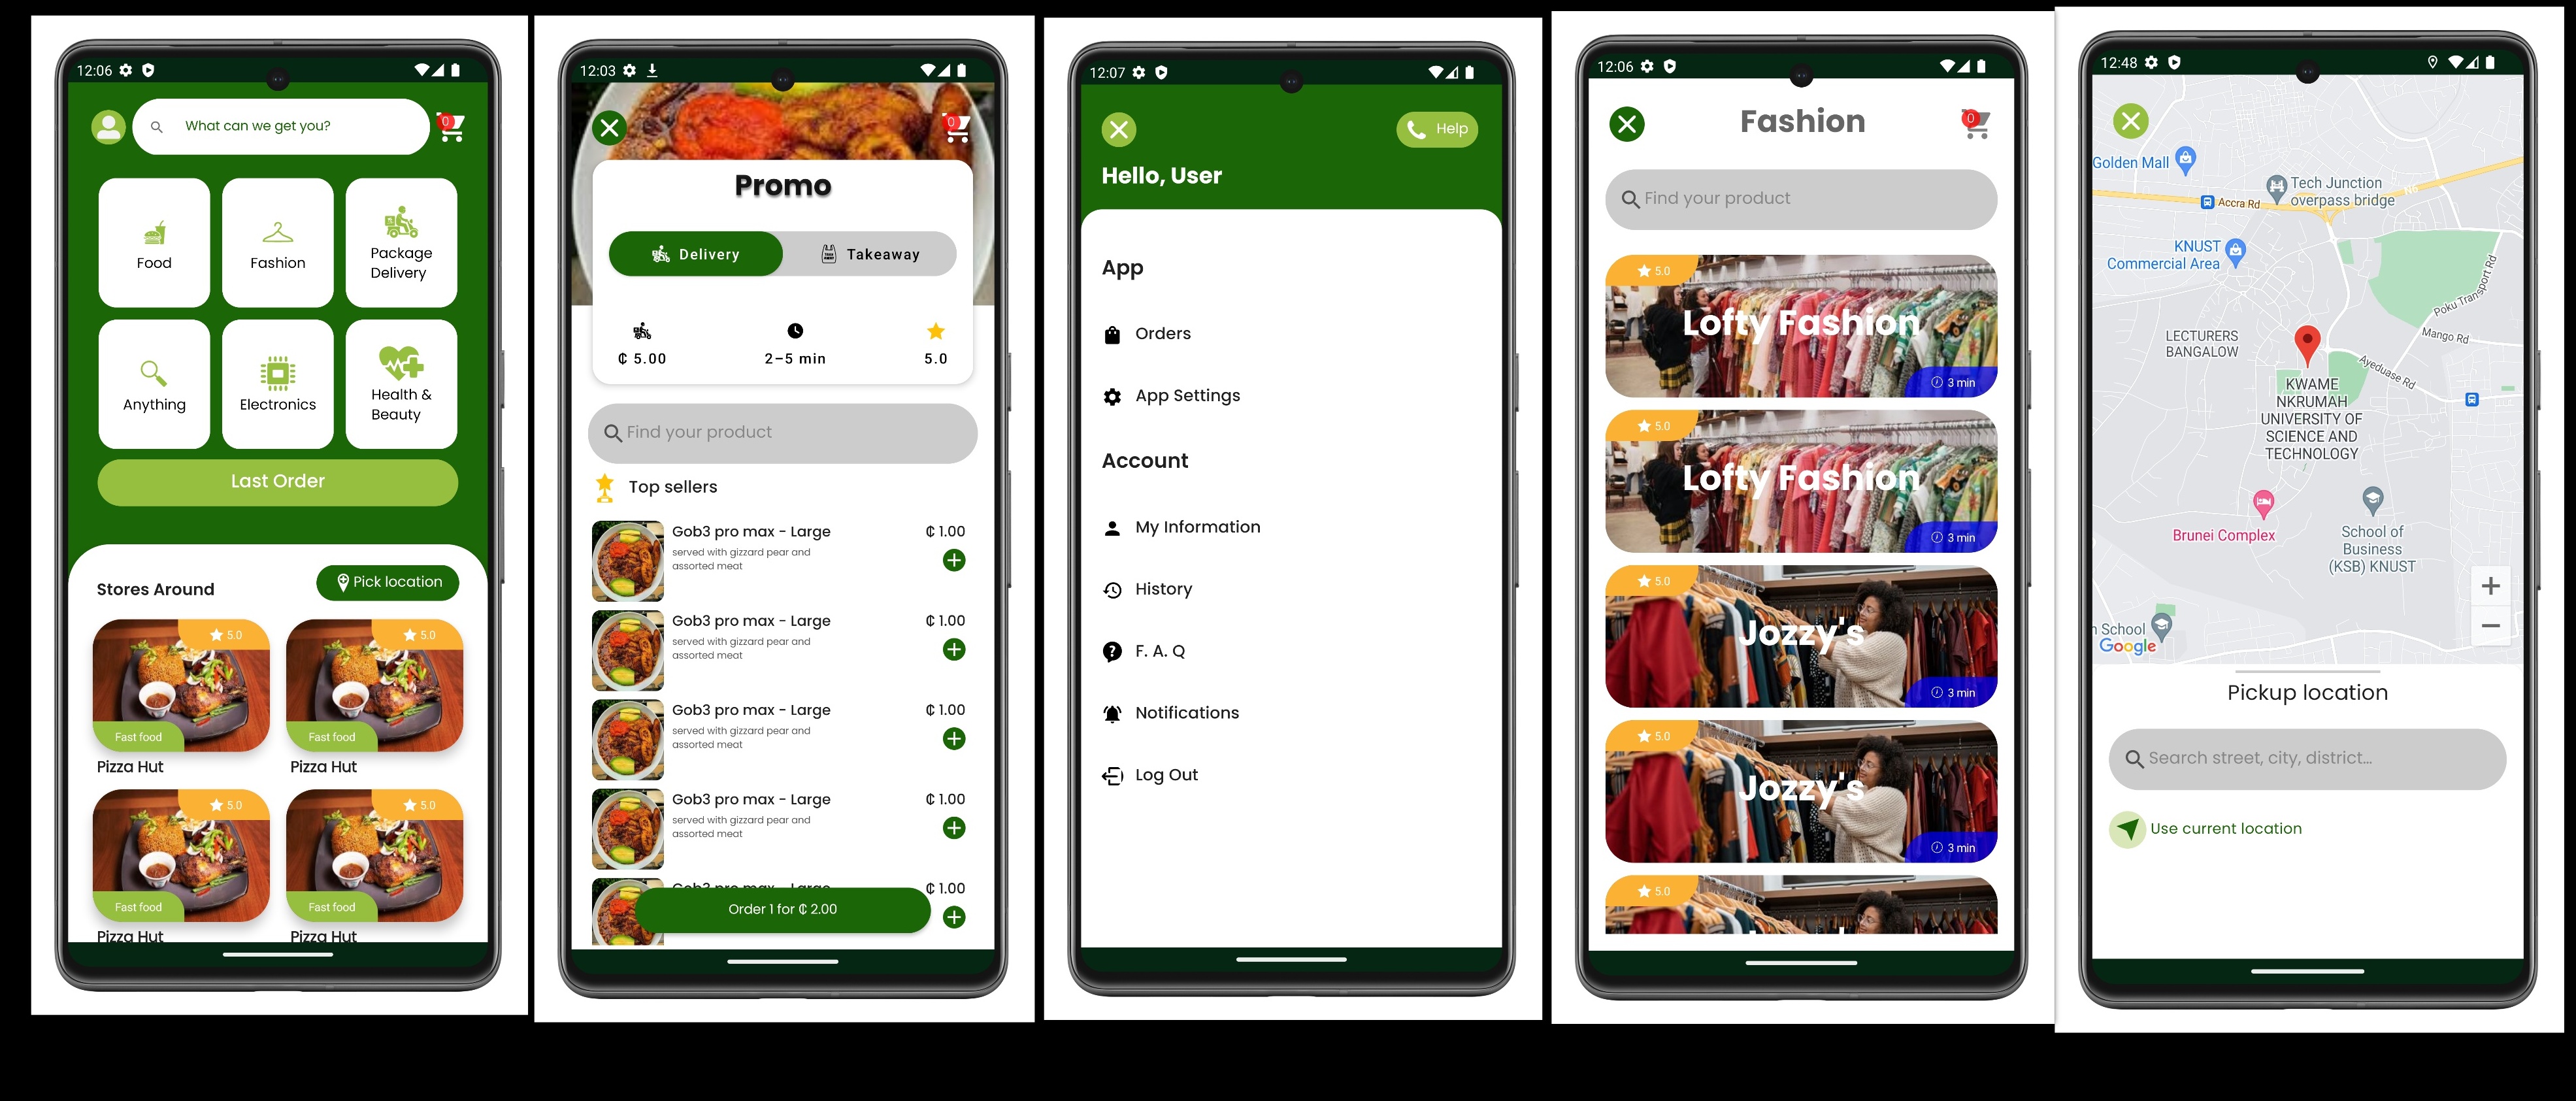 12:06
What can we get you?
0
Food
Fashion
Package
Delivery
Anything
Electronics
Health &
Beauty
Last Order
Stores Around
Pick location
5.0
5.0
Fast food
Fast food
Pizza Hut
Pizza Hut
5.0
5.0
Fast food
Fast food
Pizza Hut
Pizza Hut
12:03
0
Promo
Delivery
Takeaway
₵ 5.00
2-5 min
5.0
Find your product
Top sellers
Gob3 pro max - Large
₵ 1.00
served with gizzard pear and
assorted meat
Gob3 pro max - Large
₵ 1.00
served with gizzard pear and
assorted meat
Gob3 pro max - Large
₵ 1.00
served with gizzard pear and
assorted meat
Gob3 pro max - Large
₵ 1.00
served with gizzard pear and
assorted meat
Gob3 pro max - Large
₵ 1.00
Order 1 for ₵ 2.00
12:07
Help
Hello, User
App
Orders
App Settings
Account
My Information
History
F. A. Q
Notifications
Log Out
12:06
Fashion
0
Find your product
5.0
Lofty Fashion
3 min
5.0
Lofty Fashion
3 min
5.0
Jozzy's
3 min
5.0
Jozzy's
3 min
5.0
12:48
Golden Mall
Tech Junction
overpass bridge
N6
Accra Rd
KNUST
Commercial Area
Poku Transport Rd
Mango Rd
LECTURERS
BANGALOW
Ayeduase Rd
KWAME
NKRUMAH
UNIVERSITY OF
SCIENCE AND
TECHNOLOGY
Brunei Complex
School of
Business
(KSB) KNUST
n School
Google
Pickup location
Search street, city, district...
Use current location